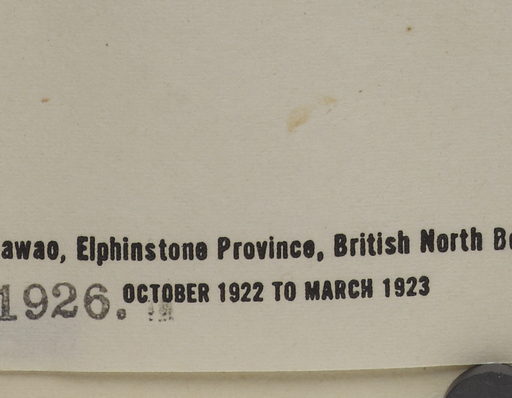 awao, Elphinstone Province, British North B
1926. OCTOBER 1922 TO MARCH 1923